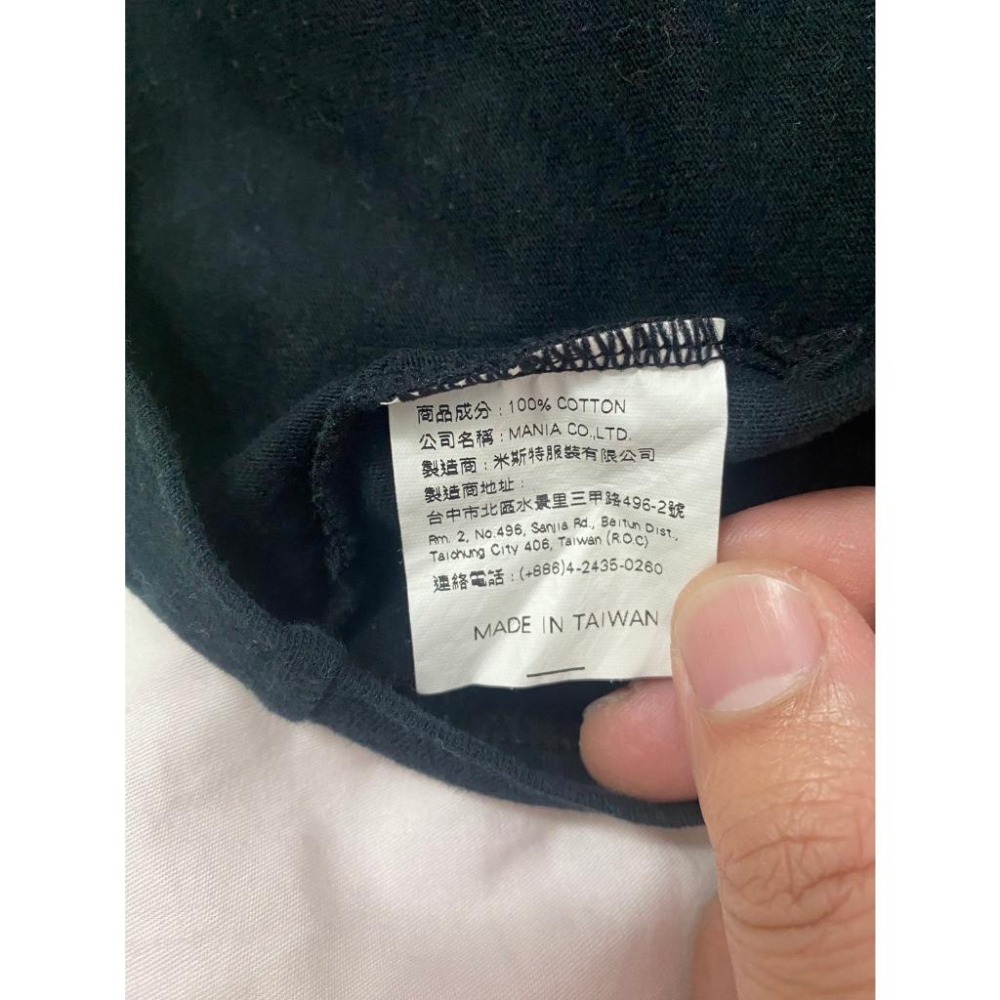 商品成分 : 100% COTTON
公司名稱 : MANIA CO.,LTD.
製造商 : 米斯特服裝有限公司
製造商地址 :
台中市北區水景里三甲路496-2號
Rm. 2, No.496, Sanjia Rd., Beitun Dist.,
Taichung City 406, Taiwan (R.O.C)
連絡電話 : (+886)4-2435-0260
MADE IN TAIWAN